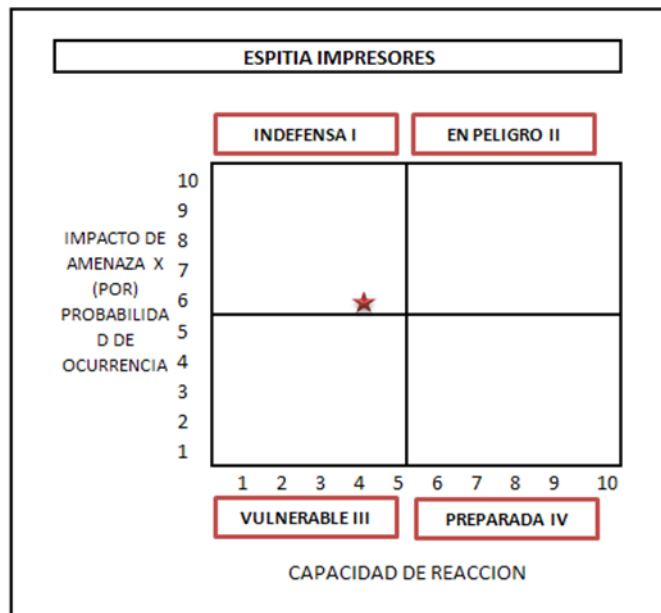 ESPITIA IMPRESORES
INDEFENSA I
EN PELIGRO II
IMPACTO DE
AMENAZA X
(POR)
PROBABILIDA
D DE
OCURRENCIA
10
9
8
7
6
5
4
3
2
1
1 2 3 4 5 6 7 8 9 10
VULNERABLE III
PREPARADA IV
CAPACIDAD DE REACCION